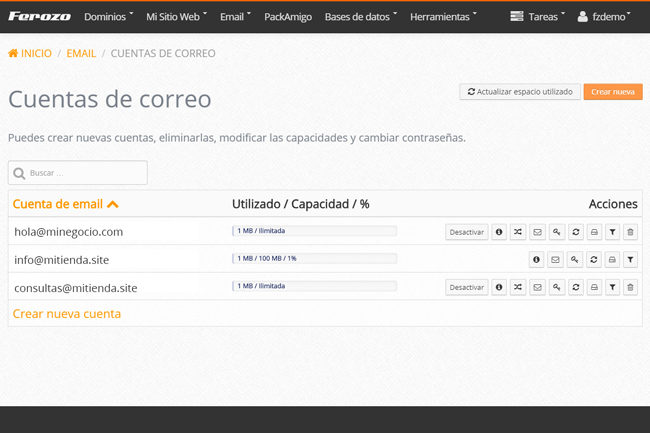 Ferozo Dominios Mi Sitio Web Email PackAmigo Bases de datos Herramientas Tareas fzdemo
INICIO / EMAIL / CUENTAS DE CORREO
Cuentas de correo
Actualizar espacio utilizado Crear nueva
Puedes crear nuevas cuentas, eliminarlas, modificar las capacidades y cambiar contraseñas.
Buscar ...
Cuenta de email Utilizado / Capacidad / % Acciones
hola@minegocio.com 1 MB / Ilimitada Desactivar
info@mitienda.site 1 MB / 100 MB / 1%
consultas@mitienda.site 1 MB / Ilimitada Desactivar
Crear nueva cuenta